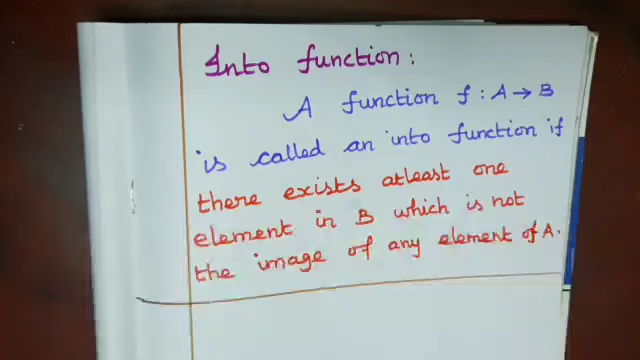 Into function:
A function f: A → B
is called an into function if
there exists atleast one
element in B which is not
the image of any element of A.